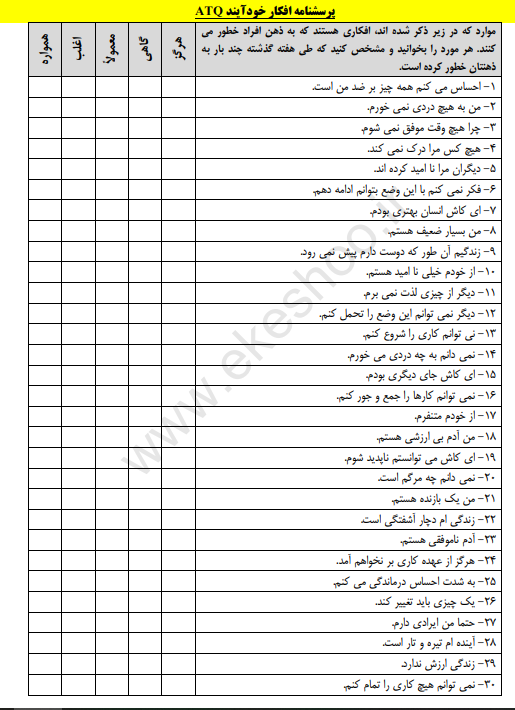 پرسشنامه افکار خودآیند ATQ
موارد که در زیر ذکر شده اند، افکاری هستند که به ذهن افراد خطور می
کنند. هر مورد را بخوانید و مشخص کنید که طی هفته گذشته چند بار به
ذهنتان خطور کرده است.
هرگز گاهی معمولاً اغلب همواره
۱- احساس می کنم همه چیز بر ضد من است.
۲- من به هیچ دردی نمی خورم.
۳- چرا هیچ وقت موفق نمی شوم.
۴- هیچ کس مرا درک نمی کند.
۵- دیگران مرا نا امید کرده اند.
۶- فکر نمی کنم با این وضع بتوانم ادامه دهم.
۷- ای کاش انسان بهتری بودم.
۸- من بسیار ضعیف هستم.
۹- زندگیم آن طور که دوست دارم پیش نمی رود.
۱۰- از خودم خیلی نا امید هستم.
۱۱- دیگر از چیزی لذت نمی برم.
۱۲- دیگر نمی توانم این وضع را تحمل کنم.
۱۳- نی توانم کاری را شروع کنم.
۱۴- نمی دانم به چه دردی می خورم.
۱۵- ای کاش جای دیگری بودم.
۱۶- نمی توانم کارها را جمع و جور کنم.
۱۷- از خودم متنفرم.
۱۸- من آدم بی ارزشی هستم.
۱۹- ای کاش می توانستم ناپدید شوم.
۲۰- نمی دانم چه مرگم است.
۲۱- من یک بازنده هستم.
۲۲- زندگی ام دچار آشفتگی است.
۲۳- آدم ناموفقی هستم.
۲۴- هرگز از عهده کاری بر نخواهم آمد.
۲۵- به شدت احساس درماندگی می کنم.
۲۶- یک چیزی باید تغییر کند.
۲۷- حتما من ایرادی دارم.
۲۸- آینده ام تیره و تار است.
۲۹- زندگی ارزش ندارد.
۳۰- نمی توانم هیچ کاری را تمام کنم.
www.ekeshoo.ir